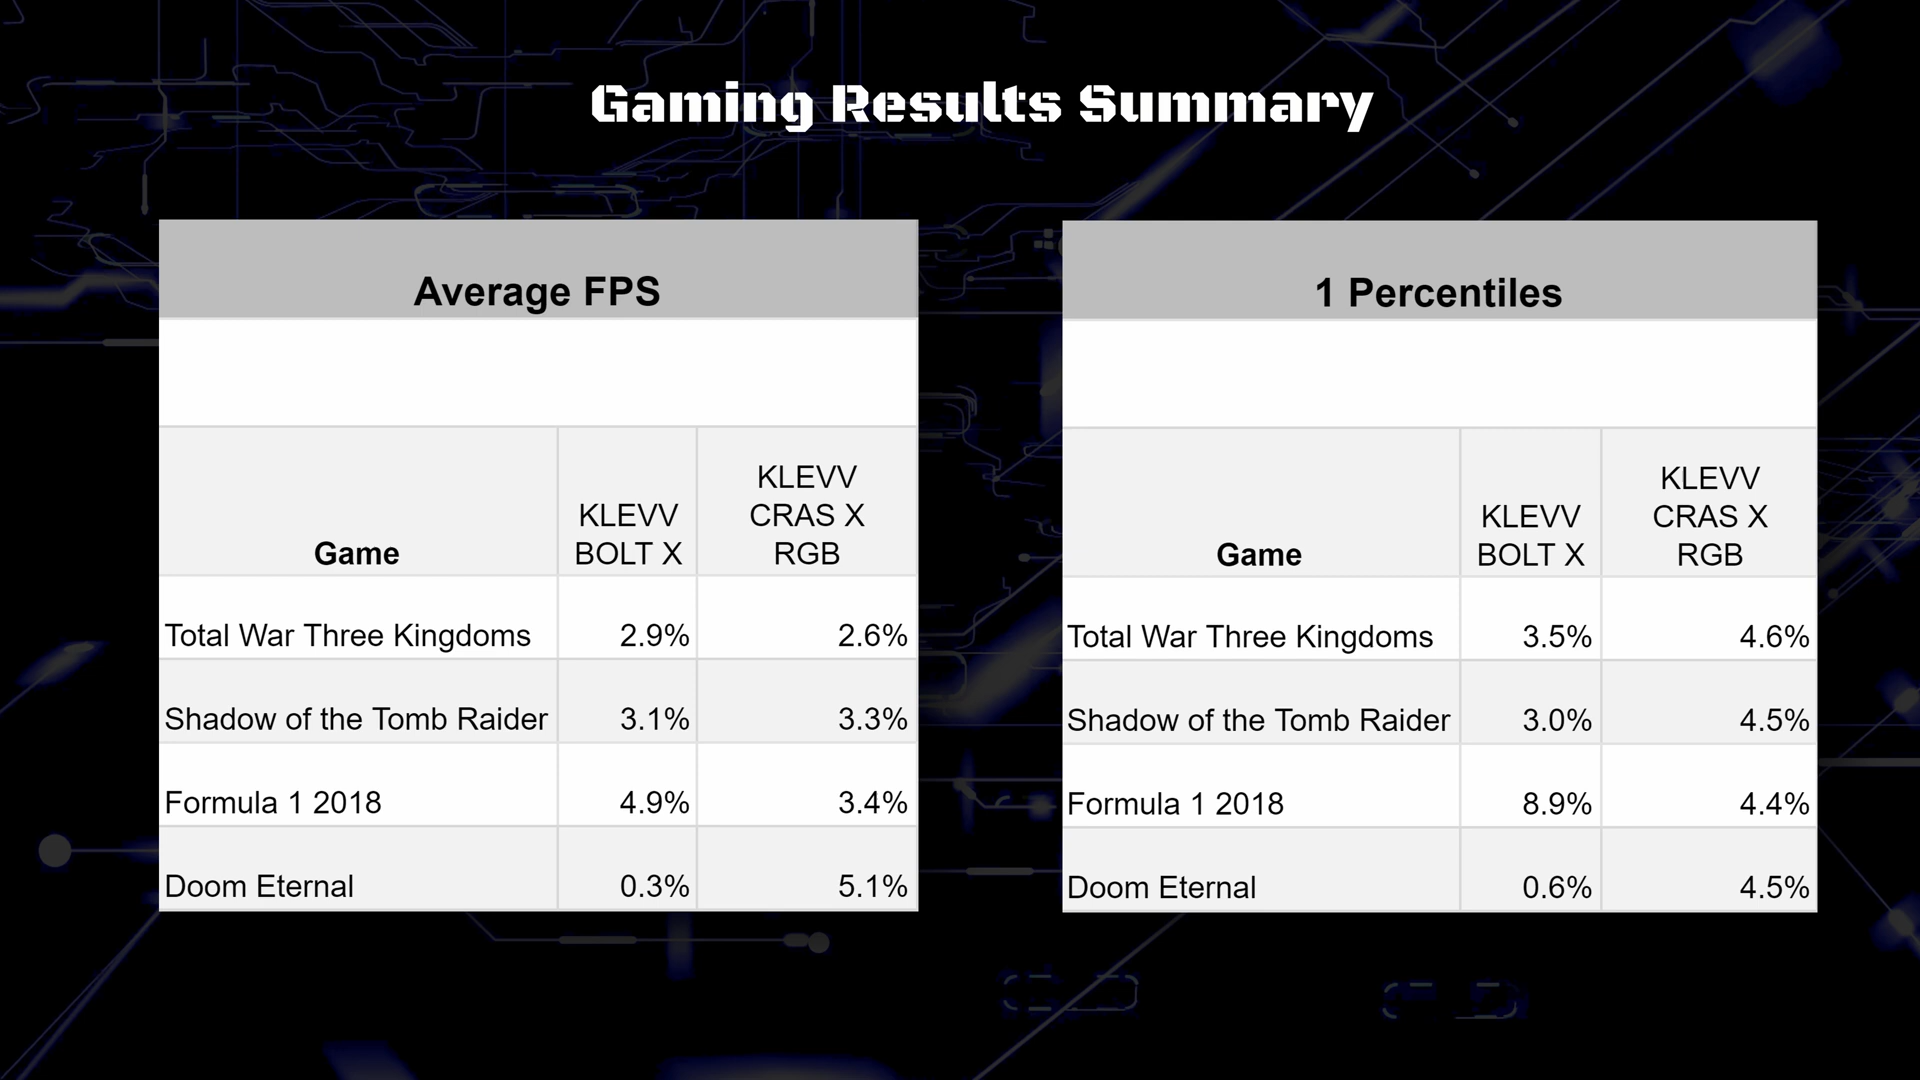 Gaming Results Summary
Average FPS
Game
KLEVV
BOLT X
KLEVV
CRAS X
RGB
Total War Three Kingdoms 2.9% 2.6%
Shadow of the Tomb Raider 3.1% 3.3%
Formula 1 2018 4.9% 3.4%
Doom Eternal 0.3% 5.1%
1 Percentiles
Game
KLEVV
BOLT X
KLEVV
CRAS X
RGB
Total War Three Kingdoms 3.5% 4.6%
Shadow of the Tomb Raider 3.0% 4.5%
Formula 1 2018 8.9% 4.4%
Doom Eternal 0.6% 4.5%